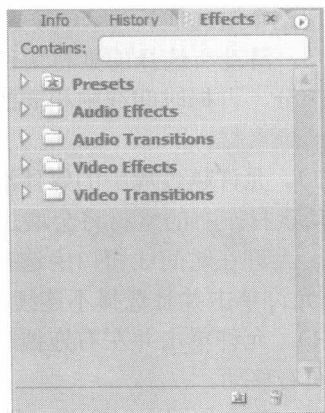 Info History Effects ×
Contains:
Presets
Audio Effects
Audio Transitions
Video Effects
Video Transitions